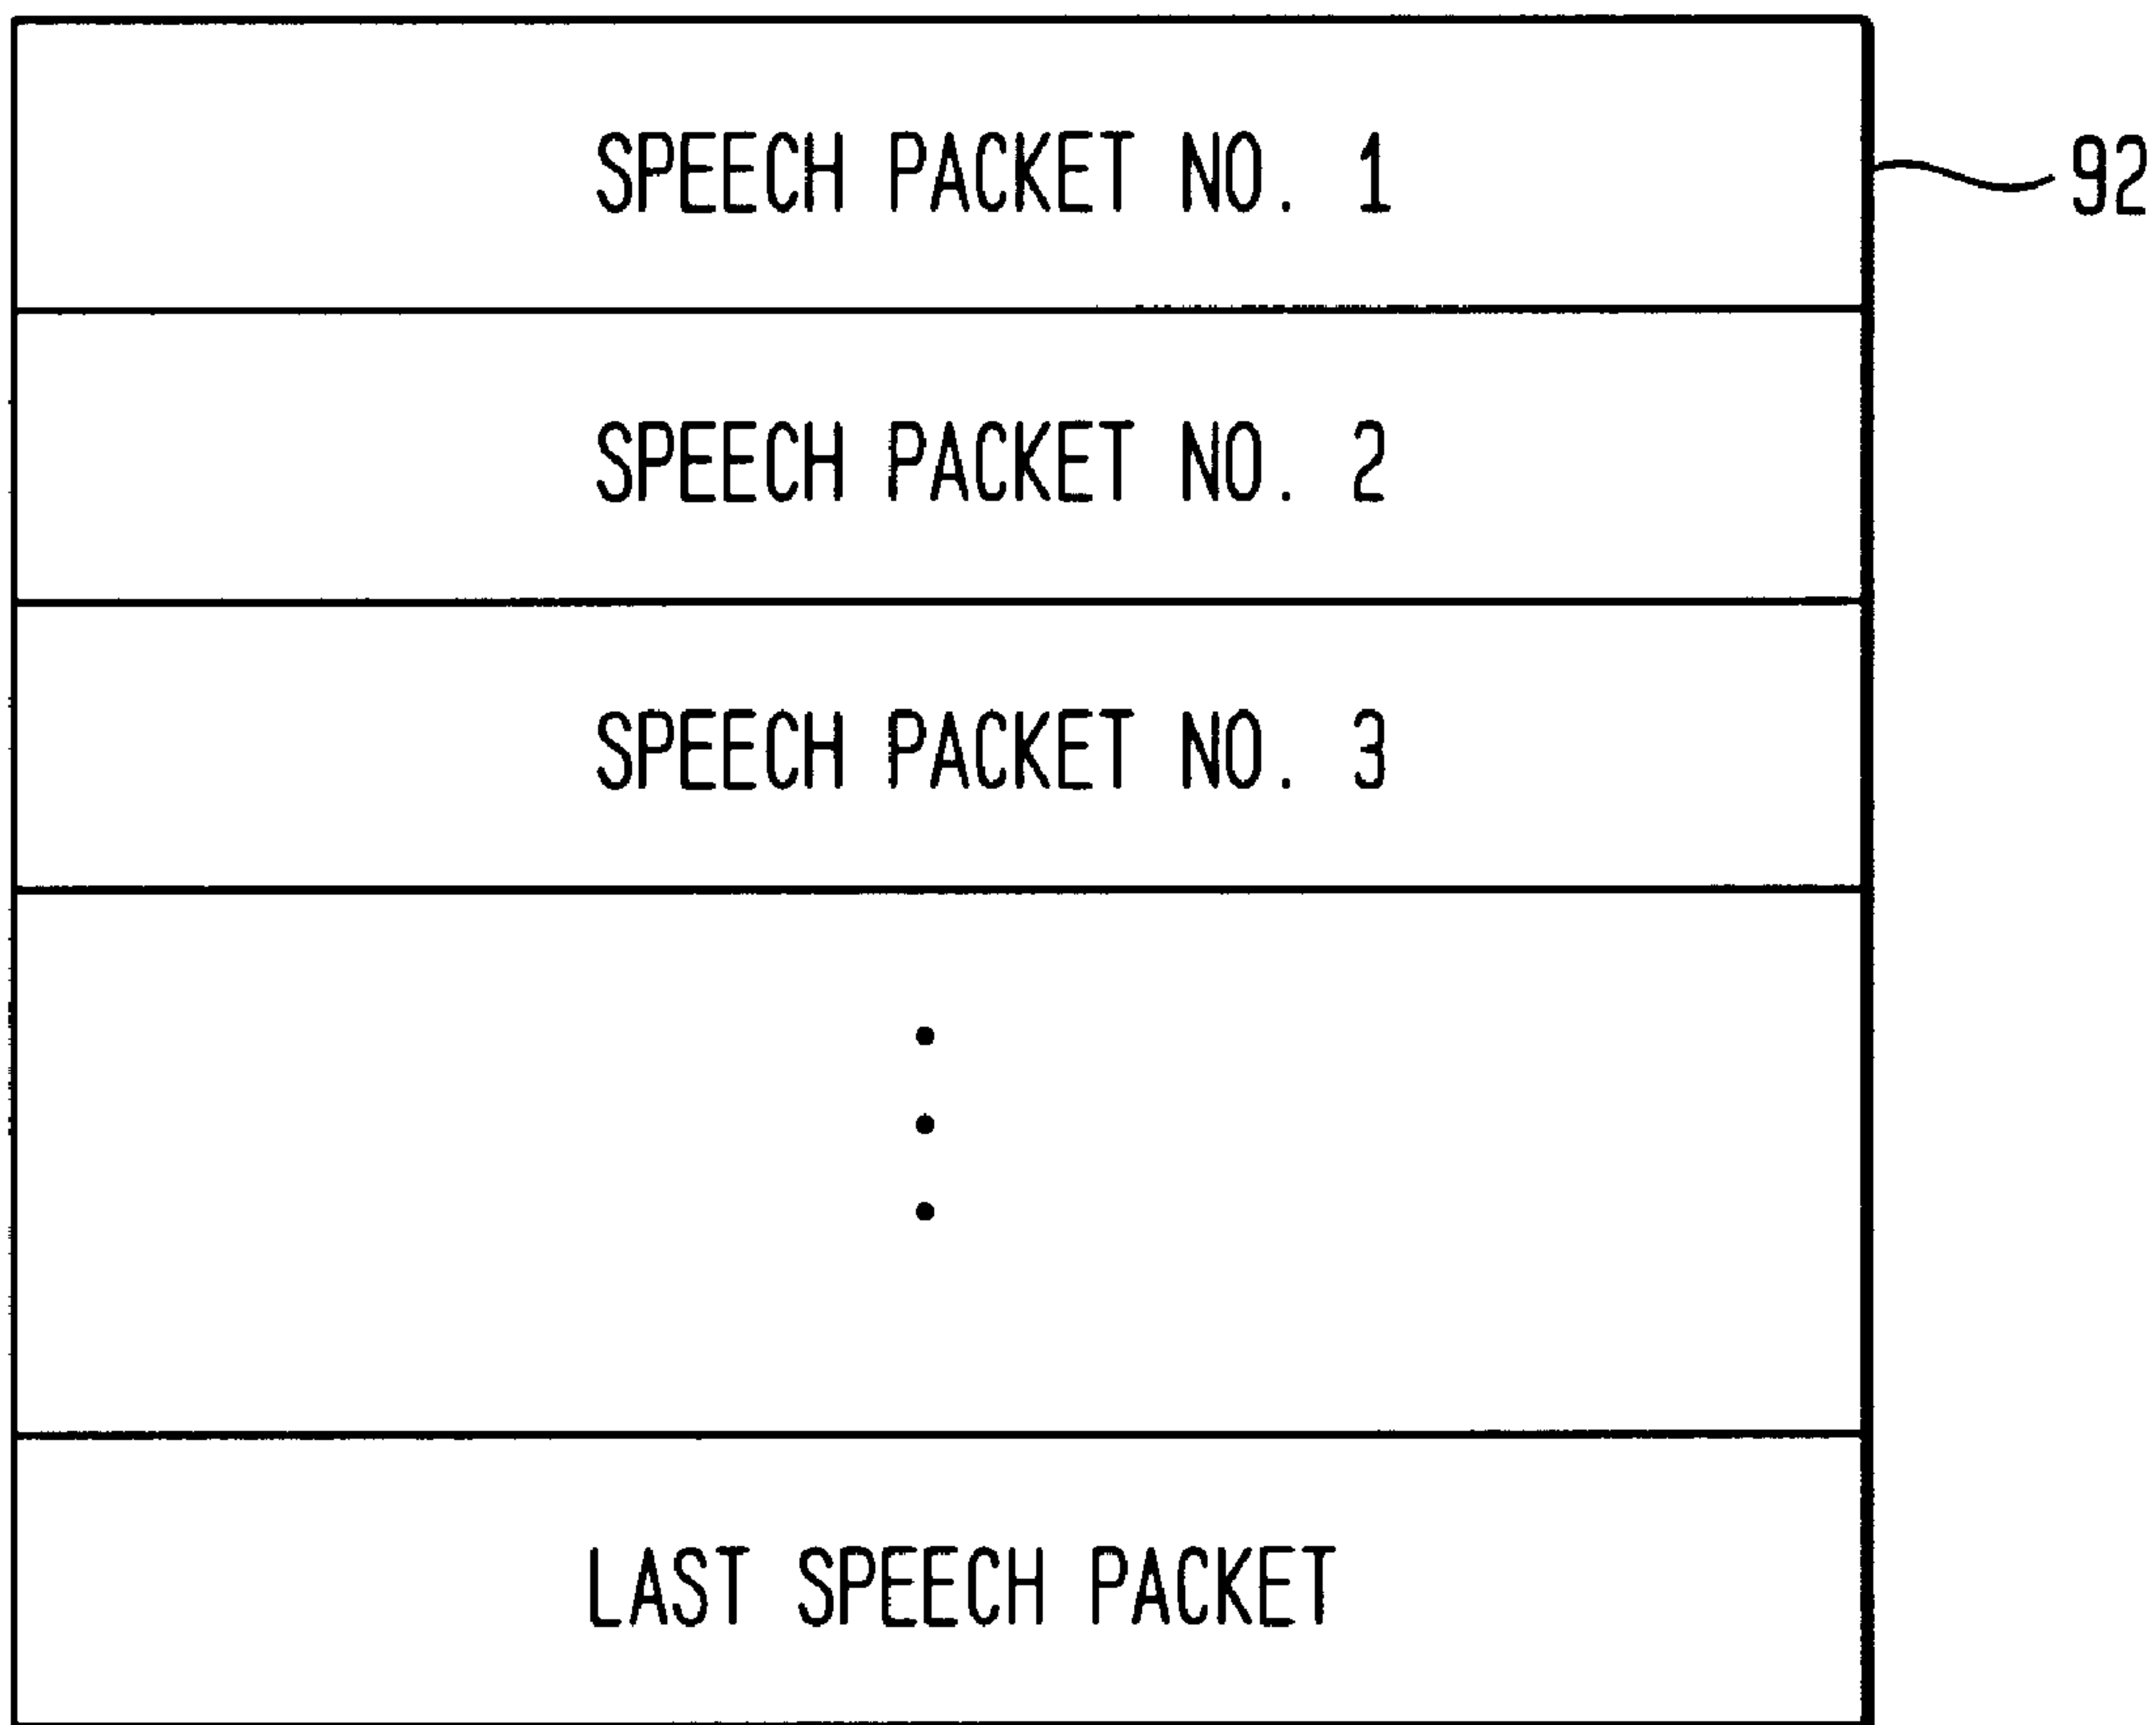 SPEECH PACKET NO. 1
92
SPEECH PACKET NO. 2
SPEECH PACKET NO. 3
LAST SPEECH PACKET